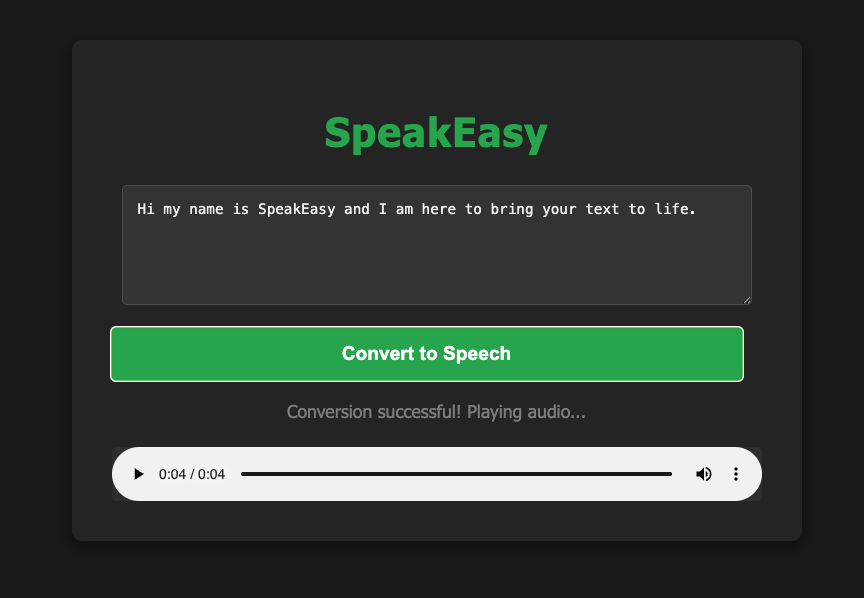 SpeakEasy
Hi my name is SpeakEasy and I am here to bring your text to life.
Convert to Speech
Conversion successful! Playing audio...
0:04 / 0:04